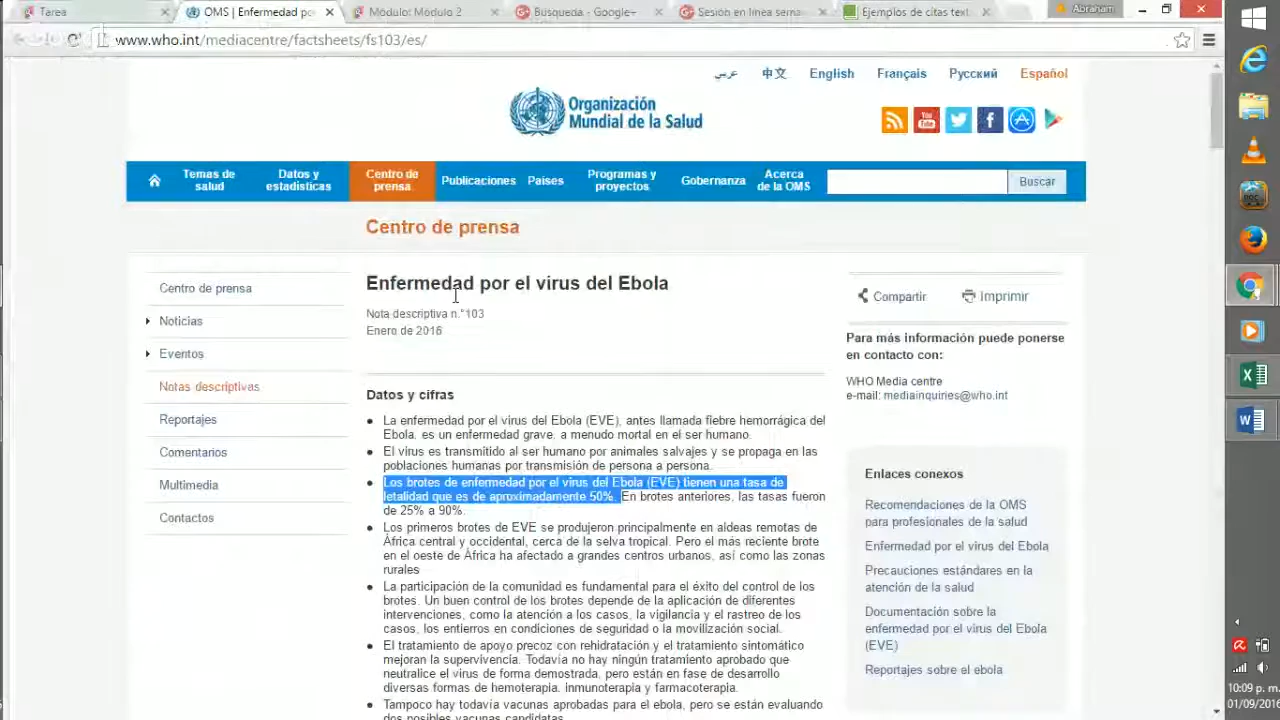 Tarea
OMS | Enfermedad po
Módulo: Módulo 2
Búsqueda - Google+
Sesión en línea sema
Ejemplos de citas text
Abraham
www.who.int/mediacentre/factsheets/fs103/es/
عربي
中文
English
Français
Русский
Español
Organización
Mundial de la Salud
Temas de
salud
Datos y
estadísticas
Centro de
prensa
Publicaciones
Países
Programas y
proyectos
Gobernanza
Acerca
de la OMS
Buscar
Centro de prensa
Centro de prensa
Noticias
Eventos
Notas descriptivas
Reportajes
Comentarios
Multimedia
Contactos
Enfermedad por el virus del Ebola
Nota descriptiva n.°103
Enero de 2016
Datos y cifras
La enfermedad por el virus del Ebola (EVE), antes llamada fiebre hemorrágica del
Ebola, es un enfermedad grave, a menudo mortal en el ser humano.
El virus es transmitido al ser humano por animales salvajes y se propaga en las
poblaciones humanas por transmisión de persona a persona.
Los brotes de enfermedad por el virus del Ebola (EVE) tienen una tasa de
letalidad que es de aproximadamente 50%. En brotes anteriores, las tasas fueron
de 25% a 90%.
Los primeros brotes de EVE se produjeron principalmente en aldeas remotas de
África central y occidental, cerca de la selva tropical. Pero el más reciente brote
en el oeste de África ha afectado a grandes centros urbanos, así como las zonas
rurales
La participación de la comunidad es fundamental para el éxito del control de los
brotes. Un buen control de los brotes depende de la aplicación de diferentes
intervenciones, como la atención a los casos, la vigilancia y el rastreo de los
casos, los entierros en condiciones de seguridad o la movilización social.
El tratamiento de apoyo precoz con rehidratación y el tratamiento sintomático
mejoran la supervivencia. Todavía no hay ningún tratamiento aprobado que
neutralice el virus de forma demostrada, pero están en fase de desarrollo
diversas formas de hemoterapia, inmunoterapia y farmacoterapia.
Tampoco hay todavía vacunas aprobadas para el ebola, pero se están evaluando
dos posibles vacunas candidatas.
Compartir
Imprimir
Para más información puede ponerse
en contacto con:
WHO Media centre
e-mail: mediainquiries@who.int
Enlaces conexos
Recomendaciones de la OMS
para profesionales de la salud
Enfermedad por el virus del Ebola
Precauciones estándares en la
atención de la salud
Documentación sobre la
enfermedad por el virus del Ebola
(EVE)
Reportajes sobre el ebola
10:09 p. m.
01/09/2016